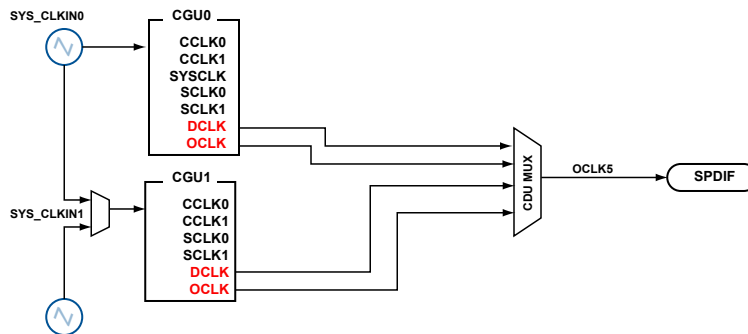 SYS_CLKIN0
CGU0
CCLK0
CCLK1
SYSCLK
SCLK0
SCLK1
DCLK
OCLK
CGU1
CCLK0
CCLK1
SCLK0
SCLK1
DCLK
OCLK
SYS_CLKIN1
CDU MUX
OCLK5
SPDIF